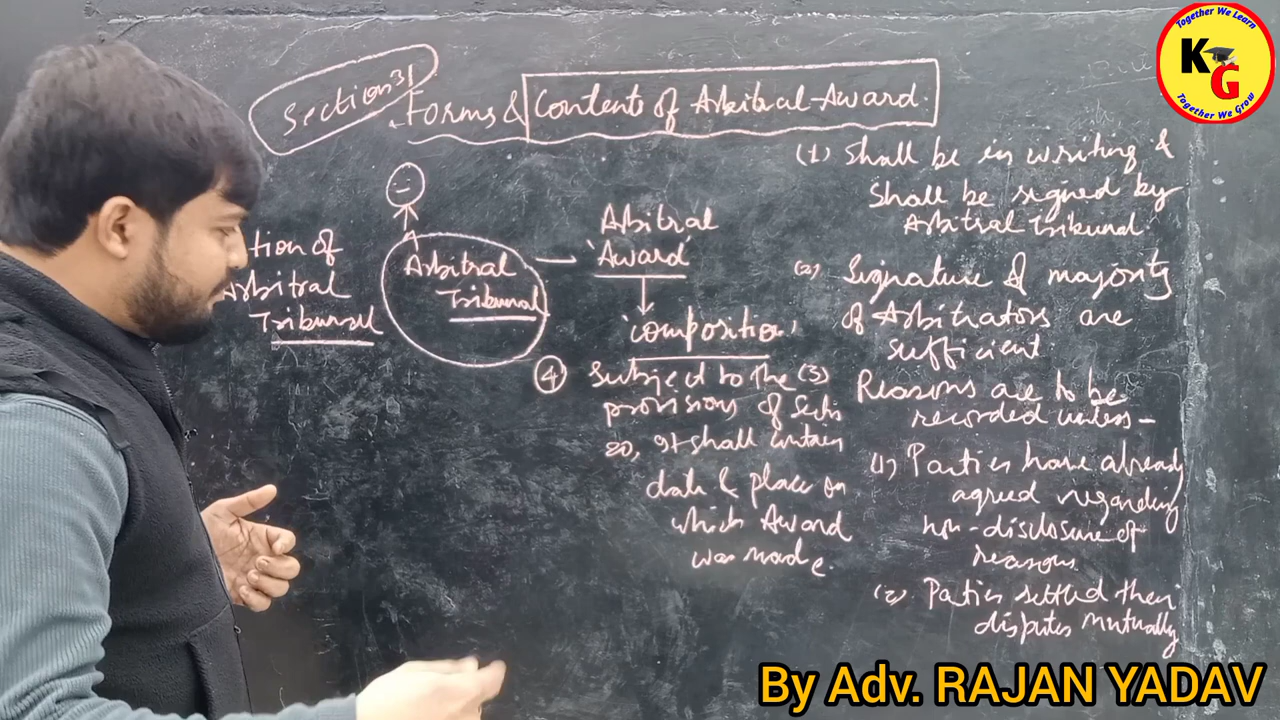 Together We Learn
KG
Together We Grow
Section 31
Forms & Contents of Arbitral Award.
(1) Shall be in writing &
Shall be signed by
Arbitral Tribunal.
(2) Signature of majority
of Arbitrators are
sufficient.
(3) Reasons are to be
recorded unless -
(1) Parties have already
agreed regarding
non-disclosure of
reasons.
(2) Parties settled their
disputes mutually
tion of
Arbitral
Tribunal
Arbitral
Tribunal
Arbitral
'Award'
'composition'
(4) Subject to the
provisions of
20, it shall contain
date & place on
which Award
was made.
By Adv. RAJAN YADAV